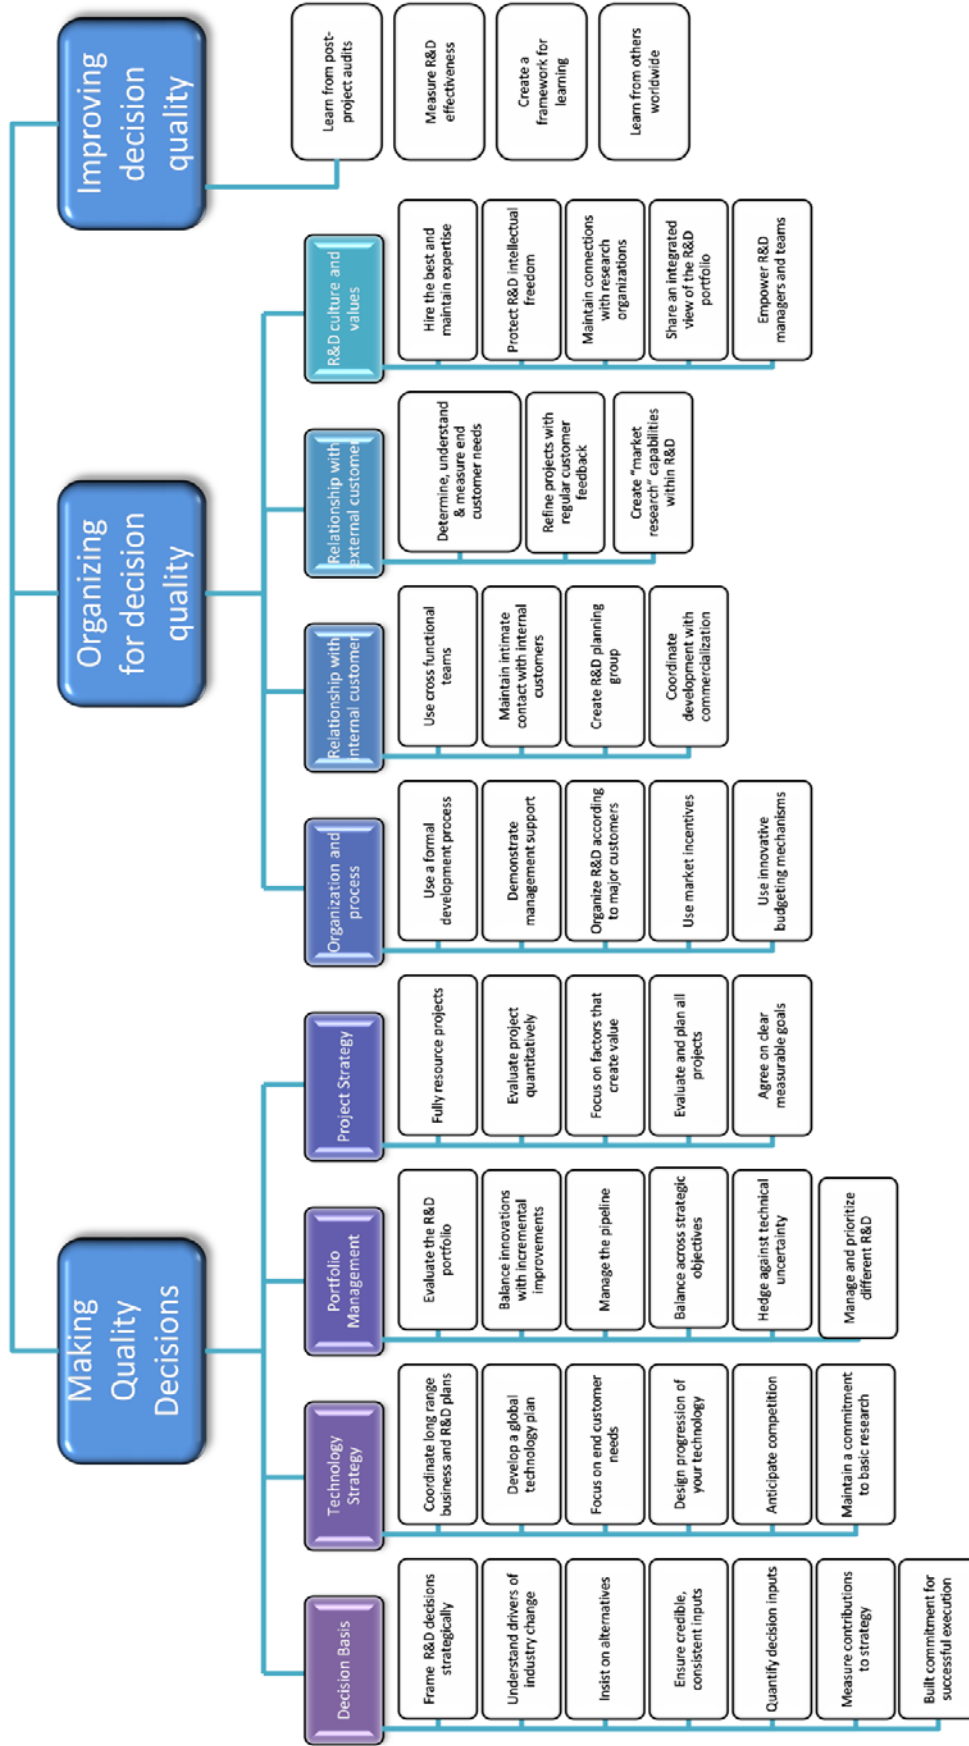 Making
Quality
Decisions
Decision Basis
Frame R&D decisions
strategically
Understand drivers of
industry change
Insist on alternatives
Ensure credible,
consistent inputs
Quantify decision inputs
Measure contributions
to strategy
Built commitment for
successful execution
Technology
Strategy
Coordinate long range
business and R&D plans
Develop a global
technology plan
Focus on end customer
needs
Design progression of
your technology
Anticipate competition
Maintain a commitment
to basic research
Portfolio
Management
Evaluate the R&D
portfolio
Balance innovations
with incremental
improvements
Manage the pipeline
Balance across strategic
objectives
Hedge against technical
uncertainty
Manage and prioritize
different R&D
Project Strategy
Fully resource projects
Evaluate project
quantitatively
Focus on factors that
create value
Evaluate and plan all
projects
Agree on clear
measurable goals
Organizing
for decision
quality
Organization and
process
Use a formal
development process
Demonstrate
management support
Organize R&D according
to major customers
Use market incentives
Use innovative
budgeting mechanisms
Relationship with
internal customer
Use cross functional
teams
Maintain intimate
contact with internal
customers
Create R&D planning
group
Coordinate
development with
commercialization
Relationship with
external customer
Determine, understand
& measure end
customer needs
Refine projects with
regular customer
feedback
Create “market
research” capabilities
within R&D
R&D culture and
values
Hire the best and
maintain expertise
Protect R&D intellectual
freedom
Maintain connections
with research
organizations
Share an integrated
view of the R&D
portfolio
Empower R&D
managers and teams
Improving
decision
quality
Learn from post-
project audits
Measure R&D
effectiveness
Create a
framework for
learning
Learn from others
worldwide